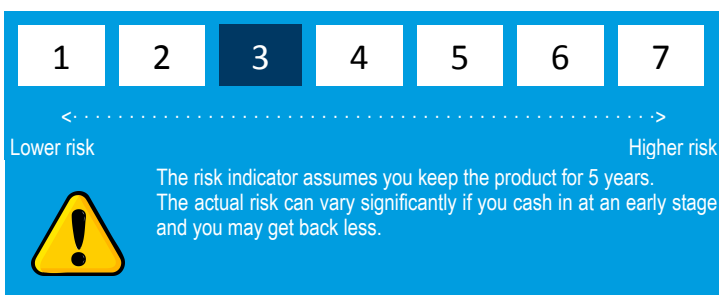 1 2 3 4 5 6 7
<· · · · · · · · · · · · · · · · · · · · · · · · · · · · · · · · · · · · · · · · · · · · · · · · · · · ·>
Lower risk Higher risk
The risk indicator assumes you keep the product for 5 years.
The actual risk can vary significantly if you cash in at an early stage
and you may get back less.